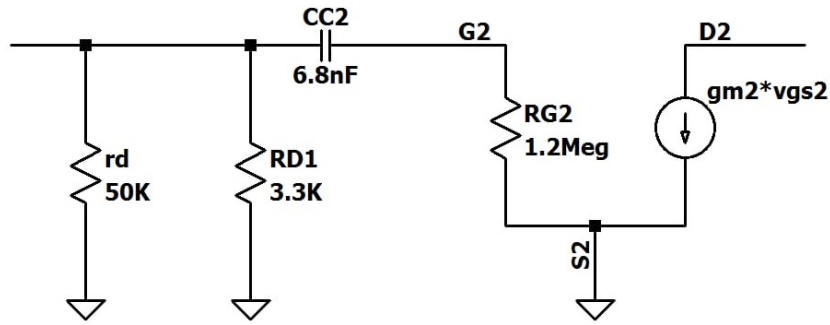 CC2
6.8nF
G2
D2
gm2*vgs2
rd
50K
RD1
3.3K
RG2
1.2Meg
S2